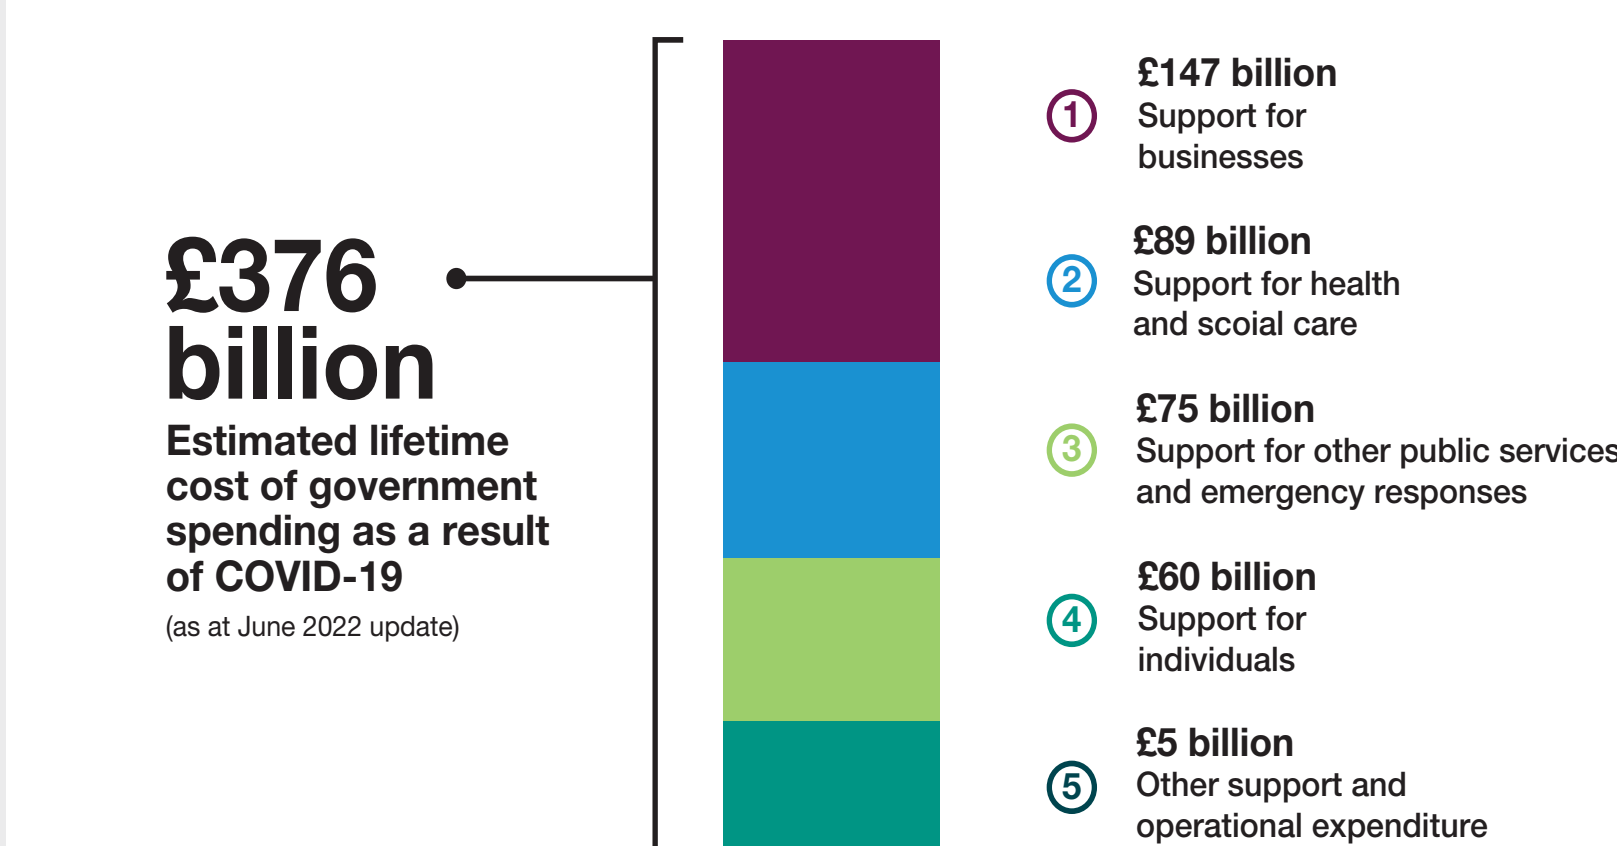 £376
billion
Estimated lifetime
cost of government
spending as a result
of COVID-19
(as at June 2022 update)
1
£147 billion
Support for
businesses
2
£89 billion
Support for health
and scoial care
3
£75 billion
Support for other public services
and emergency responses
4
£60 billion
Support for
individuals
5
£5 billion
Other support and
operational expenditure